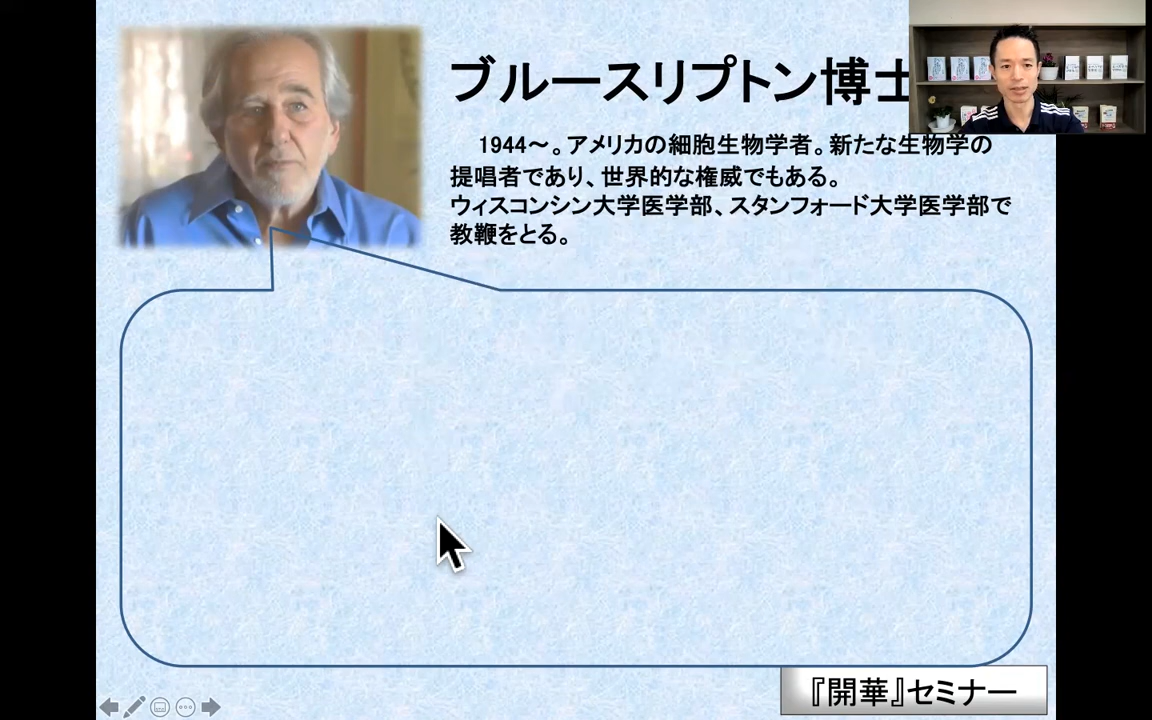 ブルースリプトン博士
1944～。アメリカの細胞生物学者。新たな生物学の
提唱者であり、世界的な権威でもある。
ウィスコンシン大学医学部、スタンフォード大学医学部で
教鞭をとる。
『開華』セミナー